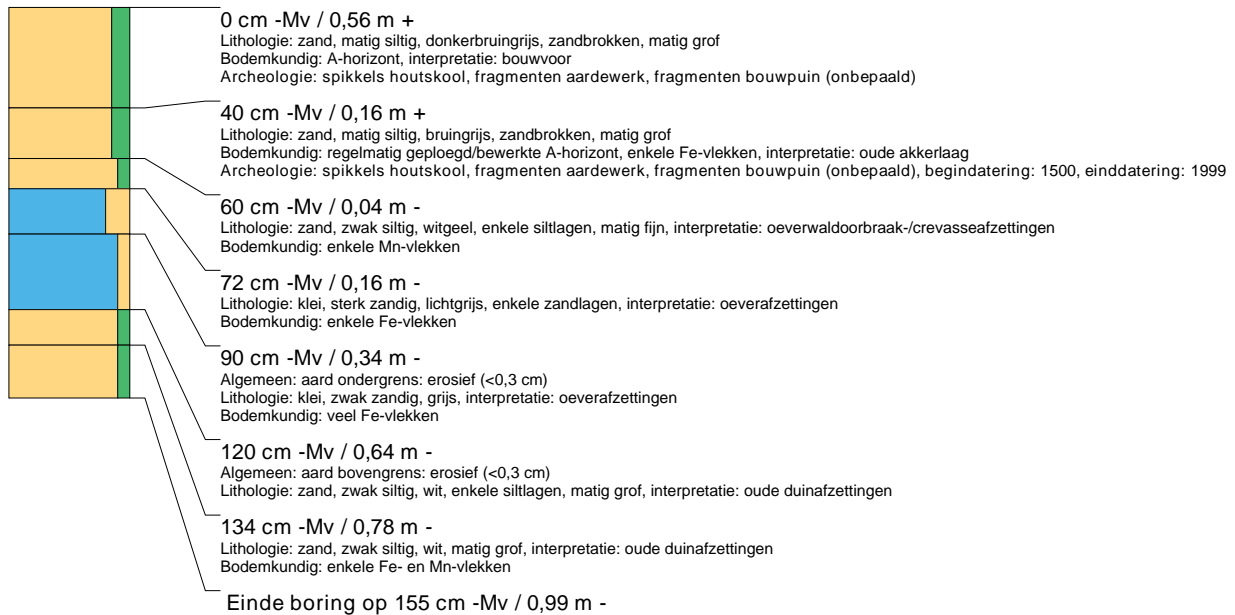 0 cm -Mv / 0,56 m +
Lithologie: zand, matig siltig, donkerbruingrijs, zandbrokken, matig grof
Bodemkundig: A-horizont, interpretatie: bouwvoor
Archeologie: spikkels houtskool, fragmenten aardewerk, fragmenten bouwpuin (onbepaald)
40 cm -Mv / 0,16 m +
Lithologie: zand, matig siltig, bruingrijs, zandbrokken, matig grof
Bodemkundig: regelmatig geploegd/bewerkte A-horizont, enkele Fe-vlekken, interpretatie: oude akkerlaag
Archeologie: spikkels houtskool, fragmenten aardewerk, fragmenten bouwpuin (onbepaald), begindatering: 1500, einddatering: 1999
60 cm -Mv / 0,04 m -
Lithologie: zand, zwak siltig, witgeel, enkele siltlagen, matig fijn, interpretatie: oeverwaldoorbraak-/crevasseafzettingen
Bodemkundig: enkele Mn-vlekken
72 cm -Mv / 0,16 m -
Lithologie: klei, sterk zandig, lichtgrijs, enkele zandlagen, interpretatie: oeverafzettingen
Bodemkundig: enkele Fe-vlekken
90 cm -Mv / 0,34 m -
Algemeen: aard ondergrens: erosief (<0,3 cm)
Lithologie: klei, zwak zandig, grijs, interpretatie: oeverafzettingen
Bodemkundig: veel Fe-vlekken
120 cm -Mv / 0,64 m -
Algemeen: aard bovengrens: erosief (<0,3 cm)
Lithologie: zand, zwak siltig, wit, enkele siltlagen, matig grof, interpretatie: oude duinafzettingen
134 cm -Mv / 0,78 m -
Lithologie: zand, zwak siltig, wit, matig grof, interpretatie: oude duinafzettingen
Bodemkundig: enkele Fe- en Mn-vlekken
Einde boring op 155 cm -Mv / 0,99 m -